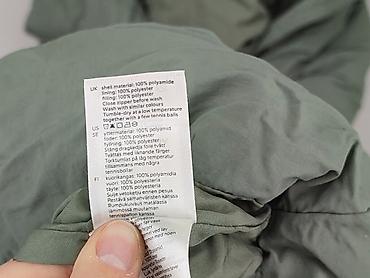 UK shell material: 100% polyamide
lining: 100% polyester
filling: 100% polyester
Close zipper before wash
Wash with similar colours
Tumble-dry at a low temperature
together with a few tennis balls
US
SE yttermaterial: 100% polyamid
foder: 100% polyester
fyllning: 100% polyester
Stäng dragkedja före tvätt
Tvättas med liknande färger
Torktumlas på låg temperatur
tillsammans med några
tennisbollar
FI kuorikangas: 100% polyamidia
vuori: 100% polyesteria
täyte: 100% polyesteria
Sulje vetoketju ennen pesua
Pestävä samanväristen kanssa
Rumpukuivaus matalassa
lämmössä muutaman
tennispallon kanssa